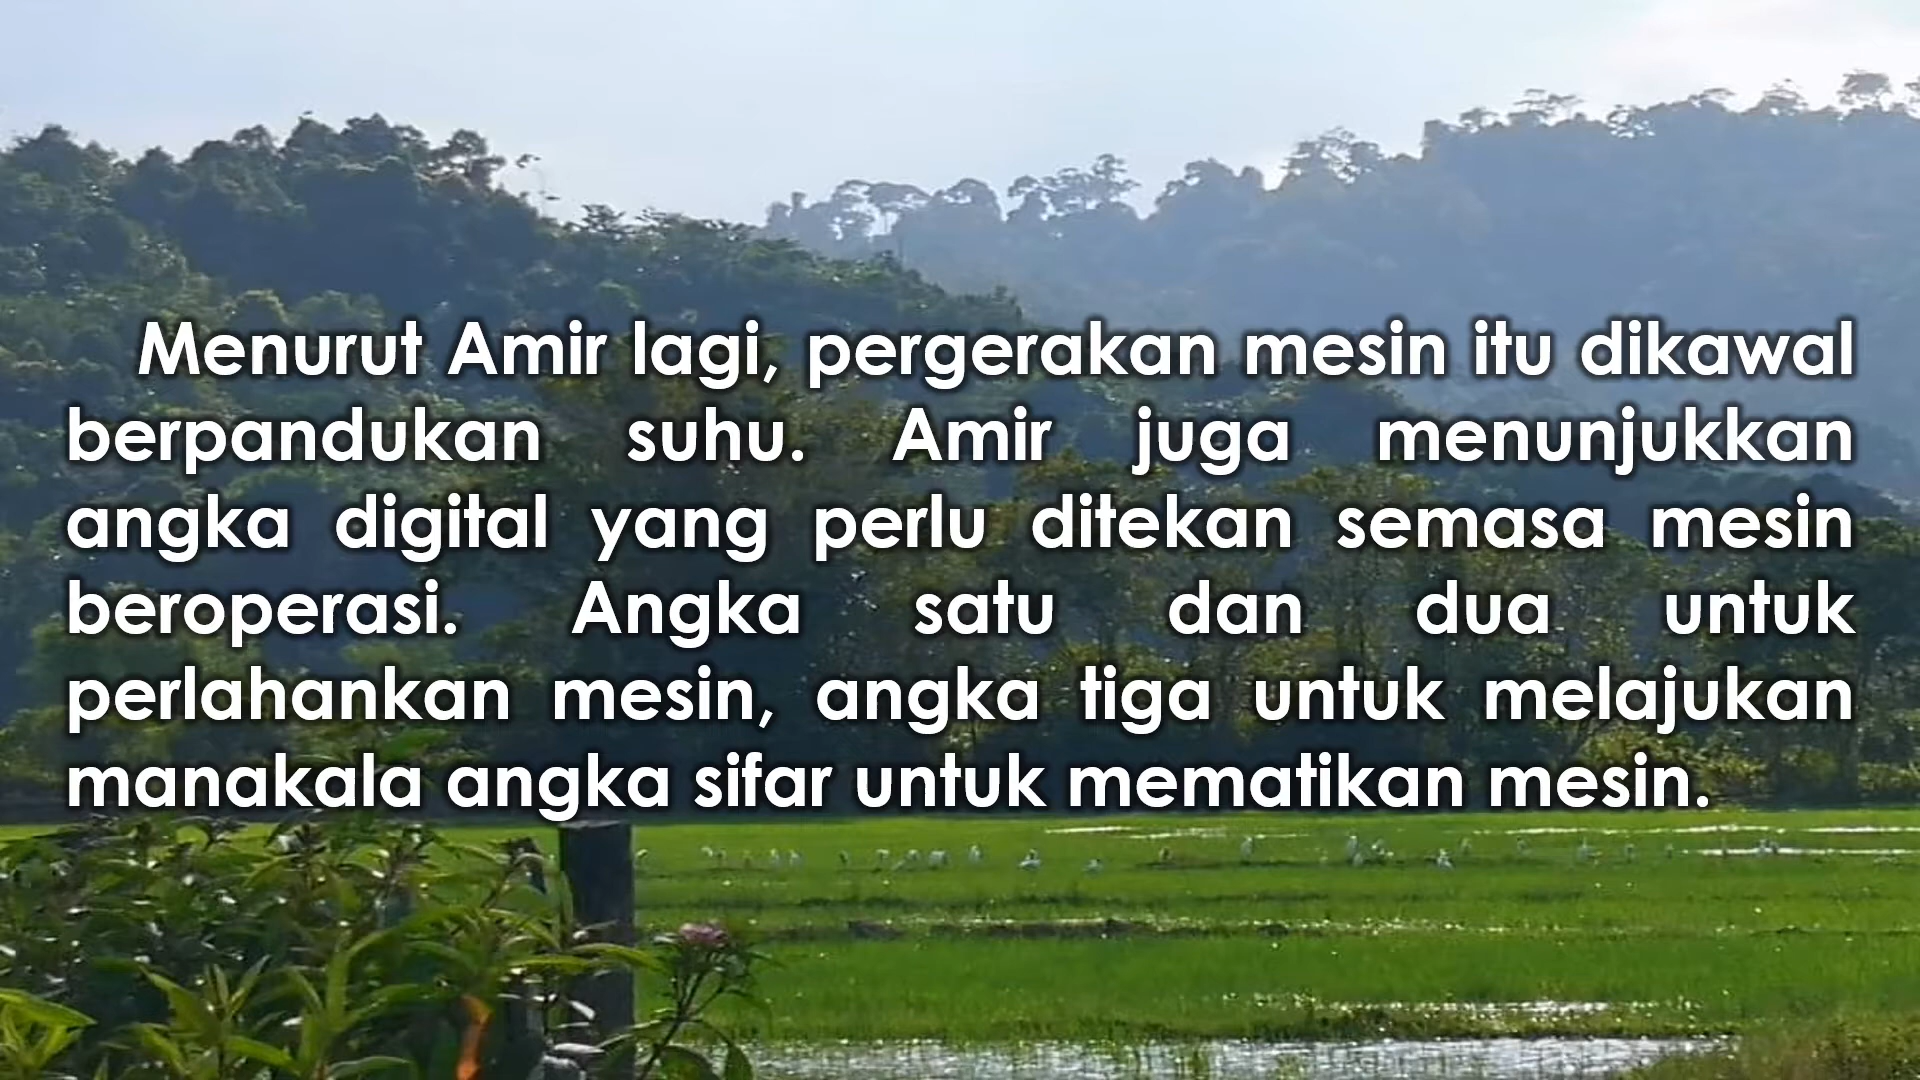 Menurut Amir lagi, pergerakan mesin itu dikawal
berpandukan suhu. Amir juga menunjukkan
angka digital yang perlu ditekan semasa mesin
beroperasi. Angka satu dan dua untuk
perlahankan mesin, angka tiga untuk melajukan
manakala angka sifar untuk mematikan mesin.